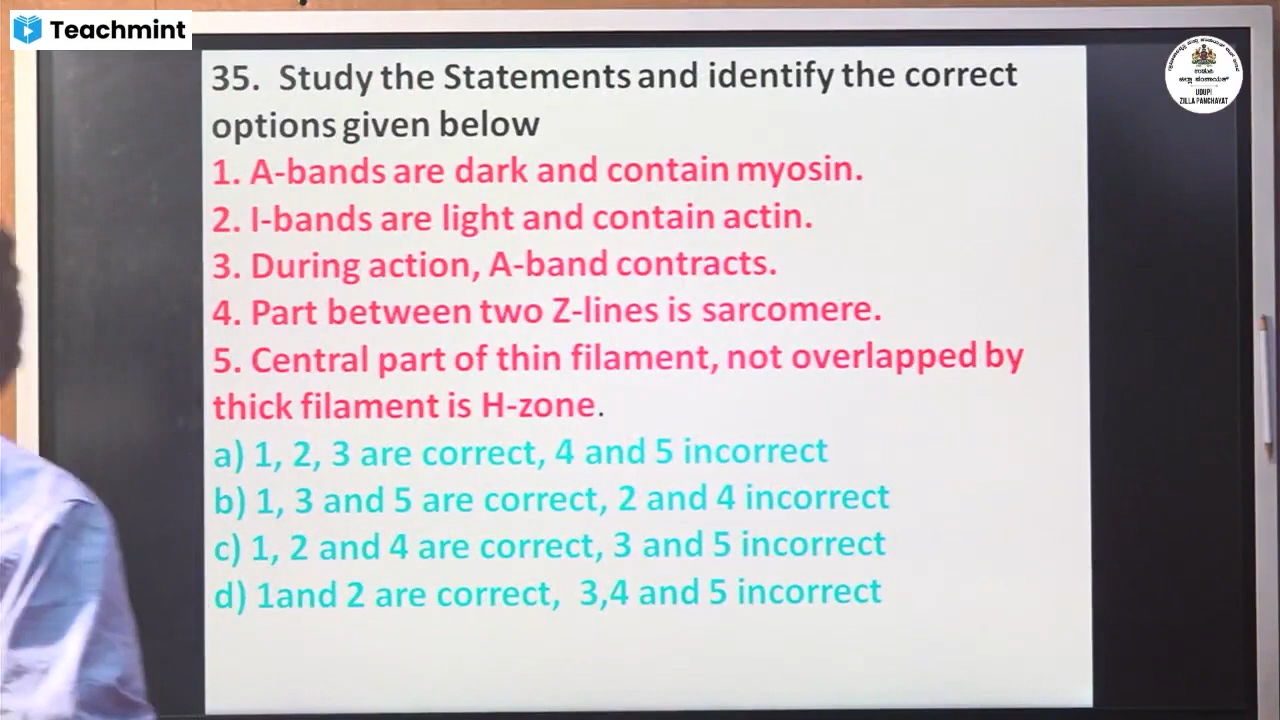 Teachmint
35. Study the Statements and identify the correct
options given below
1. A-bands are dark and contain myosin.
2. I-bands are light and contain actin.
3. During action, A-band contracts.
4. Part between two Z-lines is sarcomere.
5. Central part of thin filament, not overlapped by
thick filament is H-zone.
a) 1, 2, 3 are correct, 4 and 5 incorrect
b) 1, 3 and 5 are correct, 2 and 4 incorrect
c) 1, 2 and 4 are correct, 3 and 5 incorrect
d) 1and 2 are correct, 3,4 and 5 incorrect
UDUPI
ZILLA PANCHAYAT